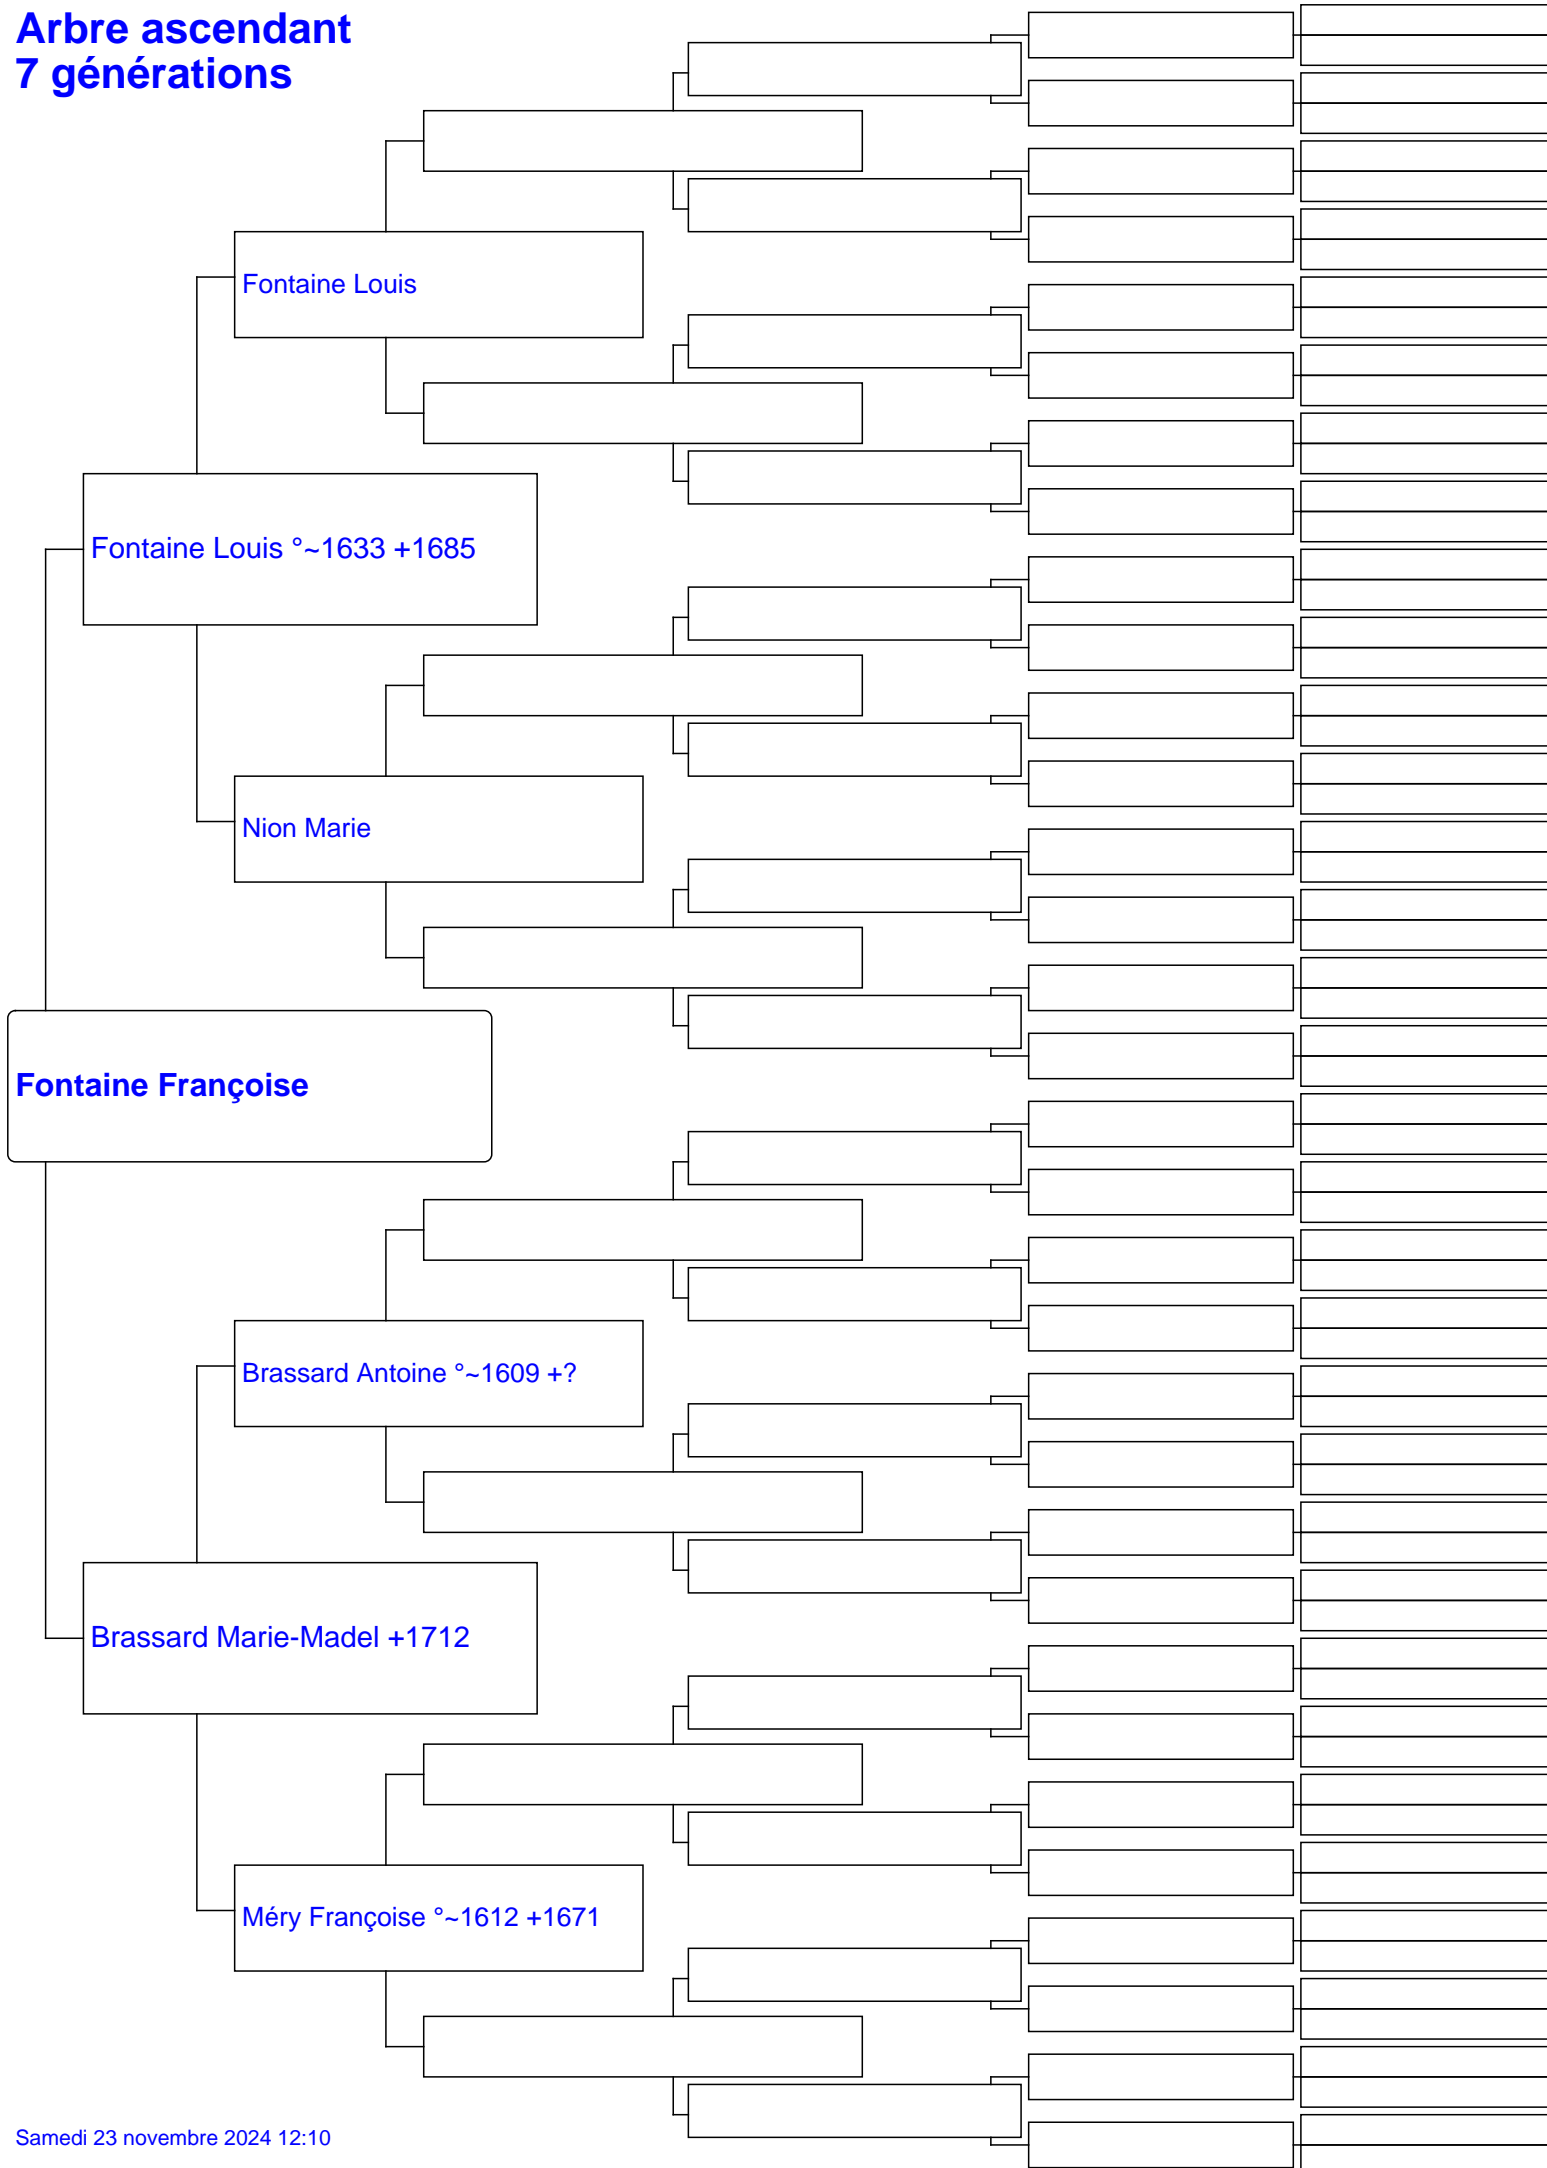 Arbre ascendant
7 générations
Fontaine Louis
Fontaine Louis °~1633 +1685
Nion Marie
Fontaine Françoise
Brassard Antoine °~1609 +?
Brassard Marie-Madel +1712
Méry Françoise °~1612 +1671
Samedi 23 novembre 2024 12:10